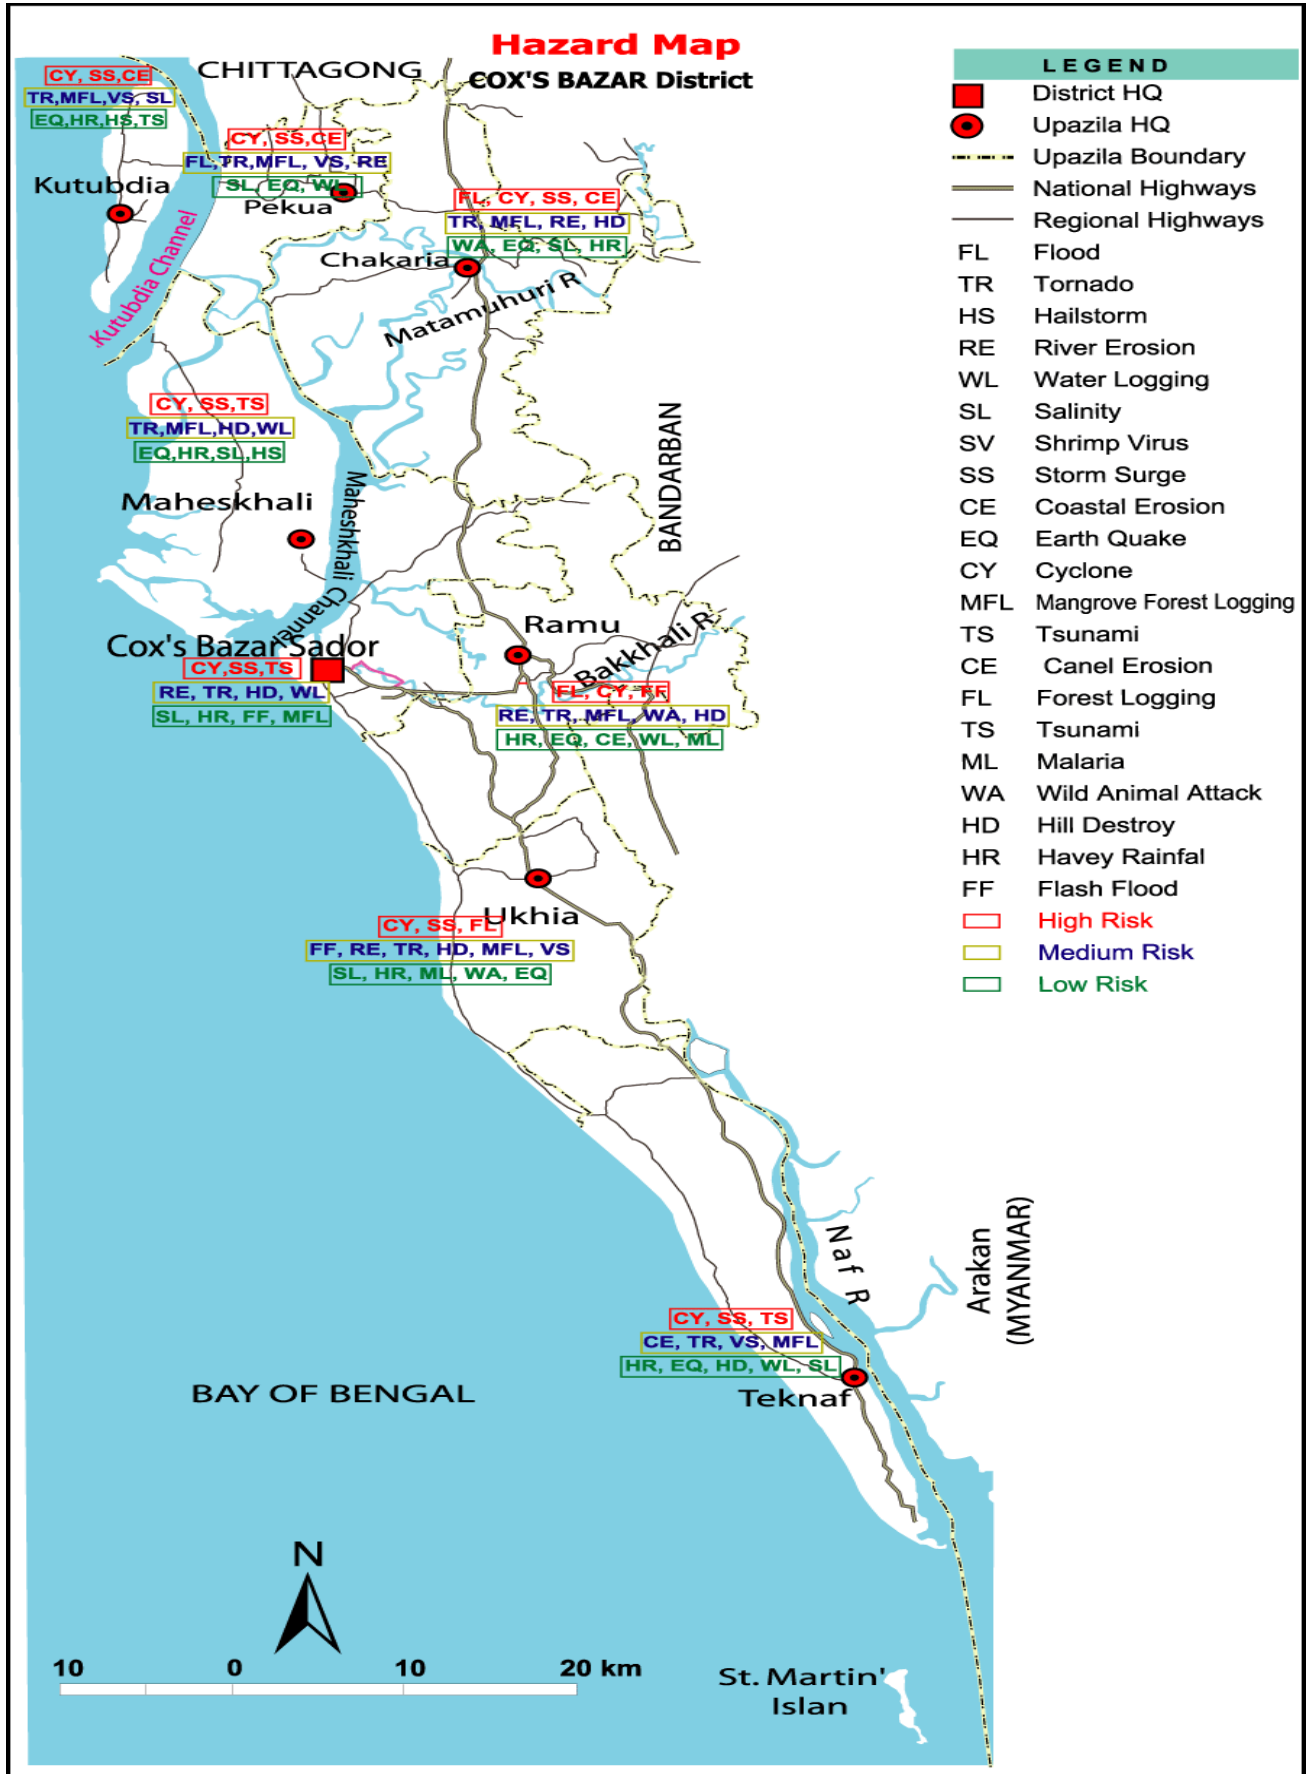 Hazard Map
COX'S BAZAR District
CHITTAGONG
CY, SS,CE
TR,MFL,VS, SL
EQ,HR,HS,TS
Kutubdia
Kutubdia Channel
CY, SS,CE
FL,TR,MFL, VS, RE
SL, EQ, WL
Pekua
FL, CY, SS, CE
TR, MFL, RE, HD
WA, EQ, SL, HR
Chakaria
Matamuhuri R
CY, SS,TS
TR,MFL,HD,WL
EQ,HR,SL,HS
Maheskhali
Maheshkhali Channel
BANDARBAN
Cox's Bazar Sador
CY,SS,TS
RE, TR, HD, WL
SL, HR, FF, MFL
Ramu
Bakkhali R
FL, CY, FF
RE, TR, MFL, WA, HD
HR, EQ, CE, WL, ML
Ukhia
CY, SS, FL
FF, RE, TR, HD, MFL, VS
SL, HR, ML, WA, EQ
Naf R
Arakan
(MYANMAR)
CY, SS, TS
CE, TR, VS, MFL
HR, EQ, HD, WL, SL
Teknaf
BAY OF BENGAL
N
10 0 10 20 km
St. Martin'
Islan
LEGEND
District HQ
Upazila HQ
Upazila Boundary
National Highways
Regional Highways
FL Flood
TR Tornado
HS Hailstorm
RE River Erosion
WL Water Logging
SL Salinity
SV Shrimp Virus
SS Storm Surge
CE Coastal Erosion
EQ Earth Quake
CY Cyclone
MFL Mangrove Forest Logging
TS Tsunami
CE Canel Erosion
FL Forest Logging
TS Tsunami
ML Malaria
WA Wild Animal Attack
HD Hill Destroy
HR Havey Rainfal
FF Flash Flood
High Risk
Medium Risk
Low Risk